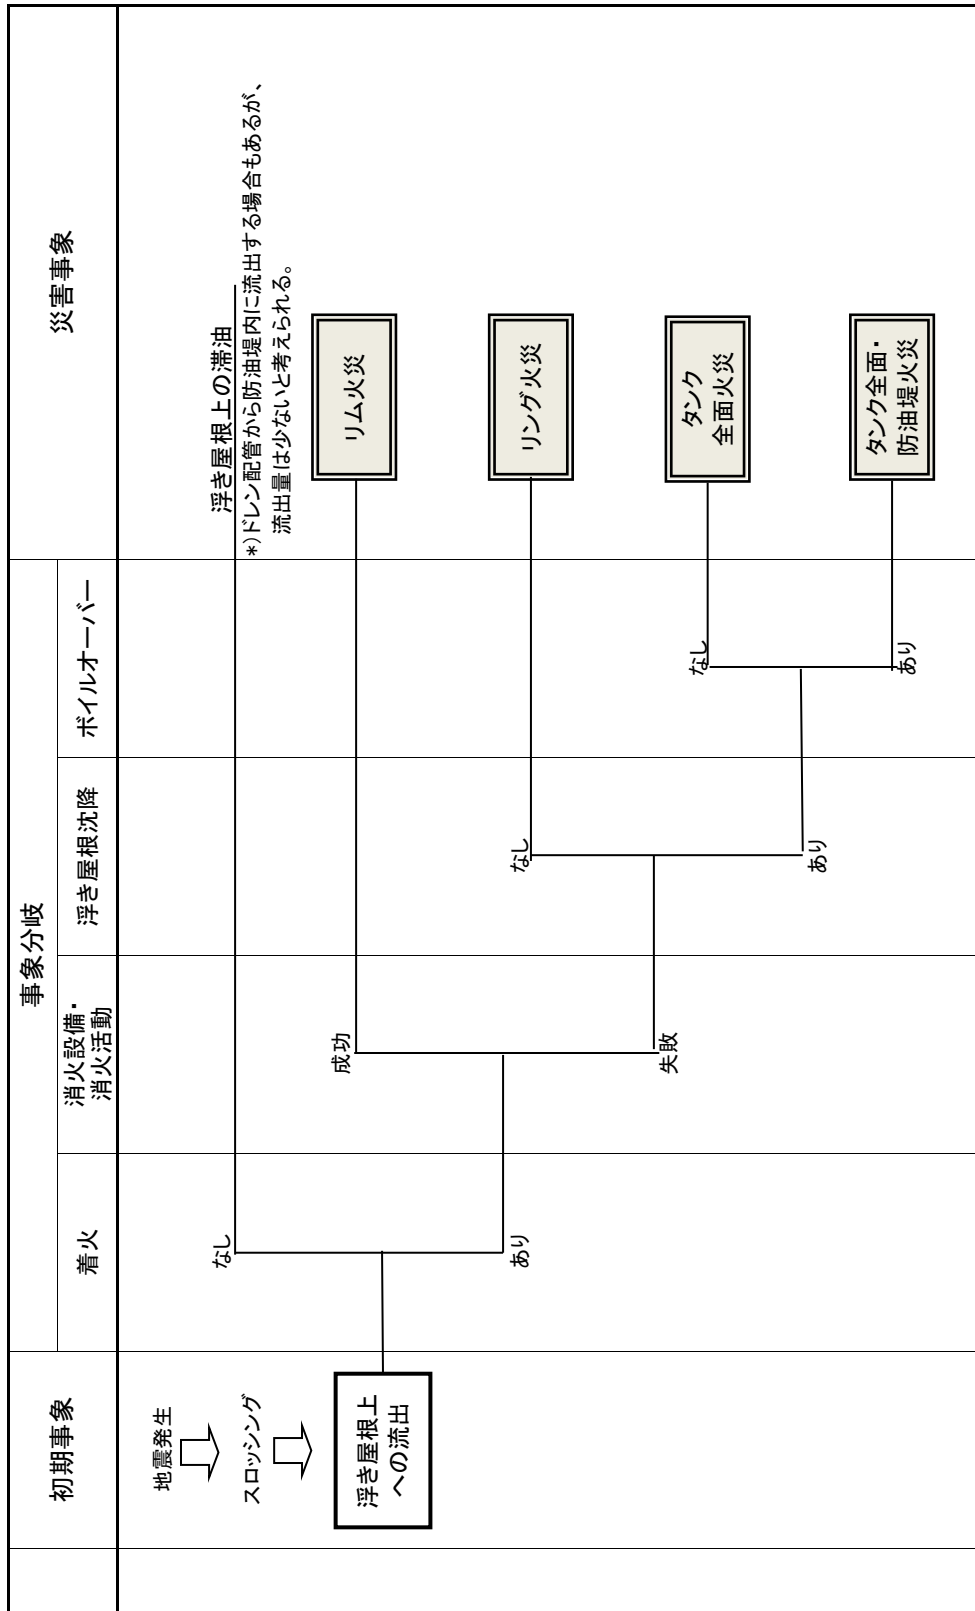 初期事象
事象分岐
災害事象
着火
消火設備・
消火活動
浮き屋根沈降
ボイルオーバー
地震発生
スロッシング
浮き屋根上
への流出
なし
あり
成功
失敗
なし
あり
なし
あり
浮き屋根上の滞油
*)ドレン配管から防油堤内に流出する場合もあるが、
流出量は少ないと考えられる。
リム火災
リング火災
タンク
全面火災
タンク全面・
防油堤火災